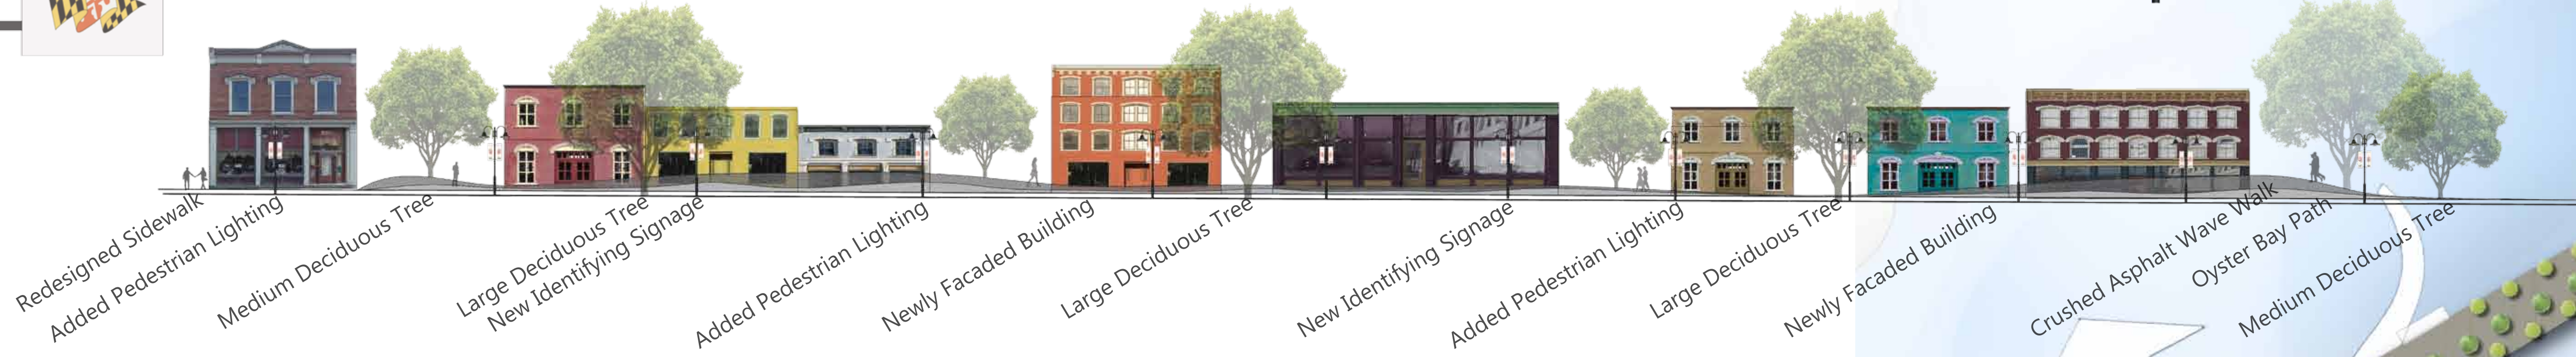 Redesigned Sidewalk
Added Pedestrian Lighting
Medium Deciduous Tree
Large Deciduous Tree
New Identifying Signage
Added Pedestrian Lighting
Newly Facaded Building
Large Deciduous Tree
New Identifying Signage
Added Pedestrian Lighting
Large Deciduous Tree
Newly Facaded Building
Crushed Asphalt Wave Walk
Oyster Bay Path
Medium Deciduous Tree